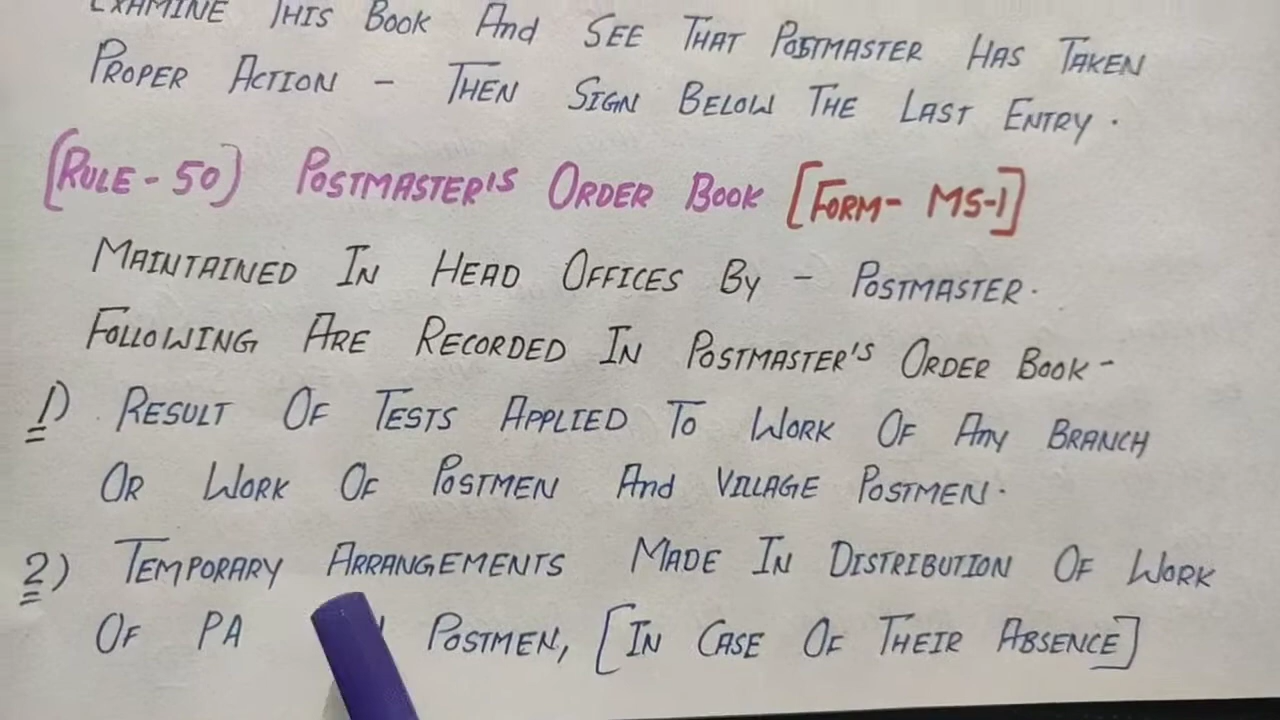 EXAMINE THIS BOOK And SEE THAT POSTMASTER HAS TAKEN
PROPER ACTION - THEN SIGN BELOW THE LAST ENTRY.
[RULE - 50] POSTMASTER'S ORDER BOOK [FORM- MS-1]
MAINTAINED IN HEAD OFFICES By - POSTMASTER.
FOLLOWING ARE RECORDED IN POSTMASTER'S ORDER BOOK-
1) RESULT OF TESTS APPLIED TO WORK OF Any BRANCH
OR WORK OF POSTMEN And VILLAGE POSTMEN.
2) TEMPORARY ARRANGEMENTS MADE IN DISTRIBUTION OF WORK
OF PA POSTMEN, [IN CASE OF THEIR ABSENCE]